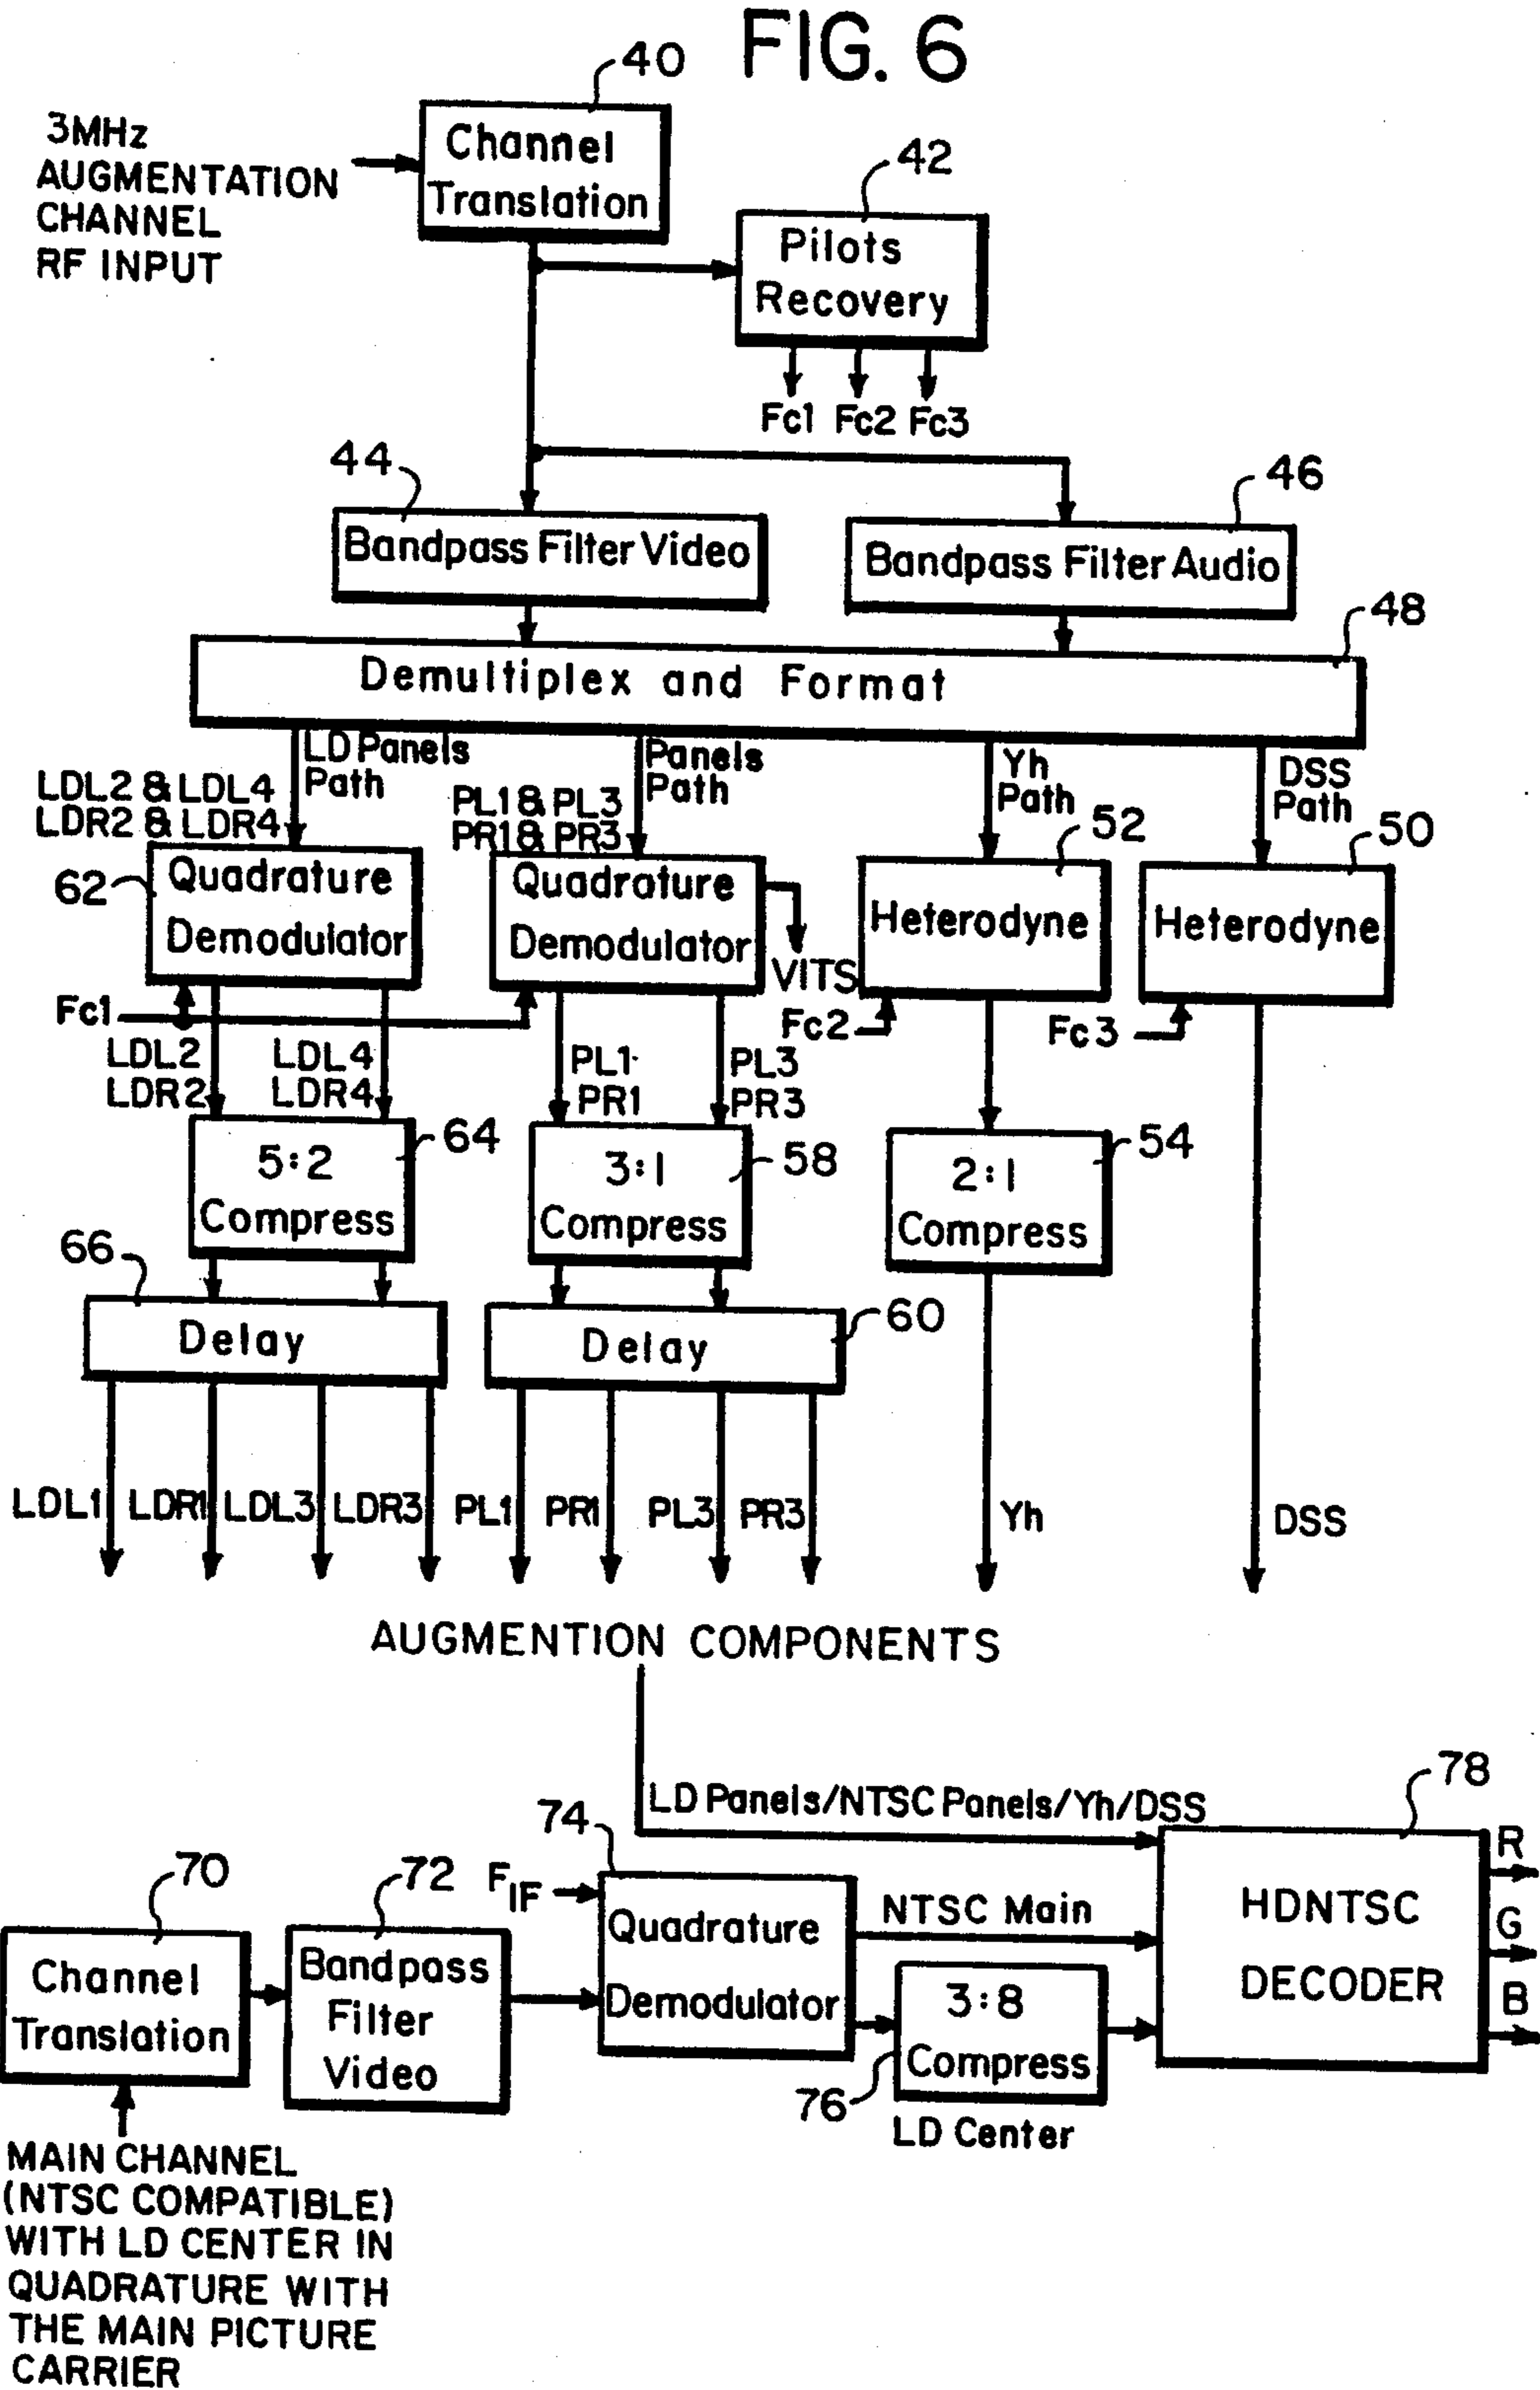 FIG. 6
40
3MHz
AUGMENTATION
CHANNEL
RF INPUT
Channel
Translation
42
Pilots
Recovery
Fc1 Fc2 Fc3
44
46
Bandpass Filter Video
Bandpass Filter Audio
48
Demultiplex and Format
LD Panels
Path
Panels
Path
Yh
Path
DSS
Path
LDL2 & LDL4
LDR2 & LDR4
PL1 & PL3
PR1 & PR3
52
50
62
Quadrature
Demodulator
Quadrature
Demodulator
VITS
Heterodyne
Heterodyne
Fc1
Fc2
Fc3
LDL2
LDR2
LDL4
LDR4
PL1
PR1
PL3
PR3
5:2
Compress
64
3:1
Compress
58
2:1
Compress
54
66
Delay
Delay
60
LDL1 LDR1 LDL3 LDR3 PL1 PR1 PL3 PR3 Yh DSS
AUGMENTION COMPONENTS
LD Panels/NTSC Panels/Yh/DSS
78
74
70
72
FIF
Channel
Translation
Bandpass
Filter
Video
Quadrature
Demodulator
NTSC Main
3:8
Compress
76
LD Center
HDNTSC
DECODER
R
G
B
MAIN CHANNEL
(NTSC COMPATIBLE)
WITH LD CENTER IN
QUADRATURE WITH
THE MAIN PICTURE
CARRIER